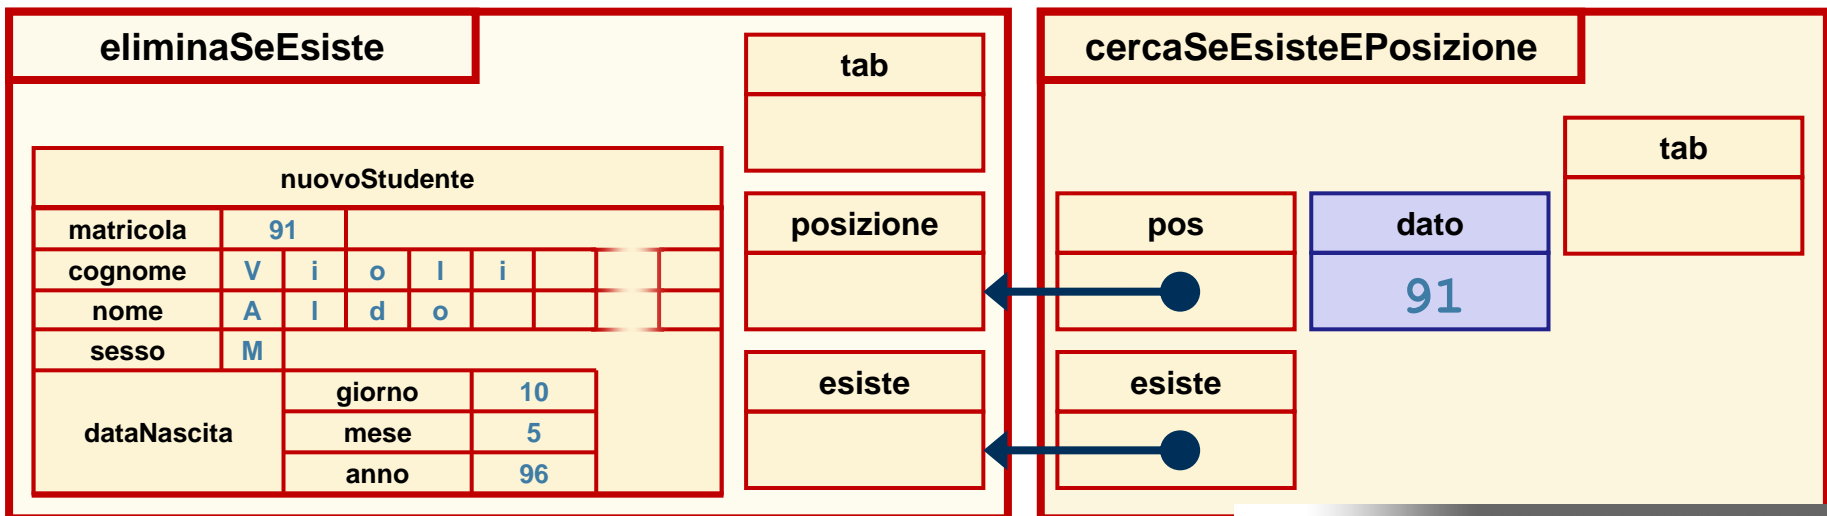 eliminaSeEsiste
tab
nuovoStudente
matricola 91
cognome V i o l i
nome A l d o
sesso M
dataNascita
giorno 10
mese 5
anno 96
posizione
esiste
cercaSeEsisteEPosizione
tab
pos
dato
91
esiste